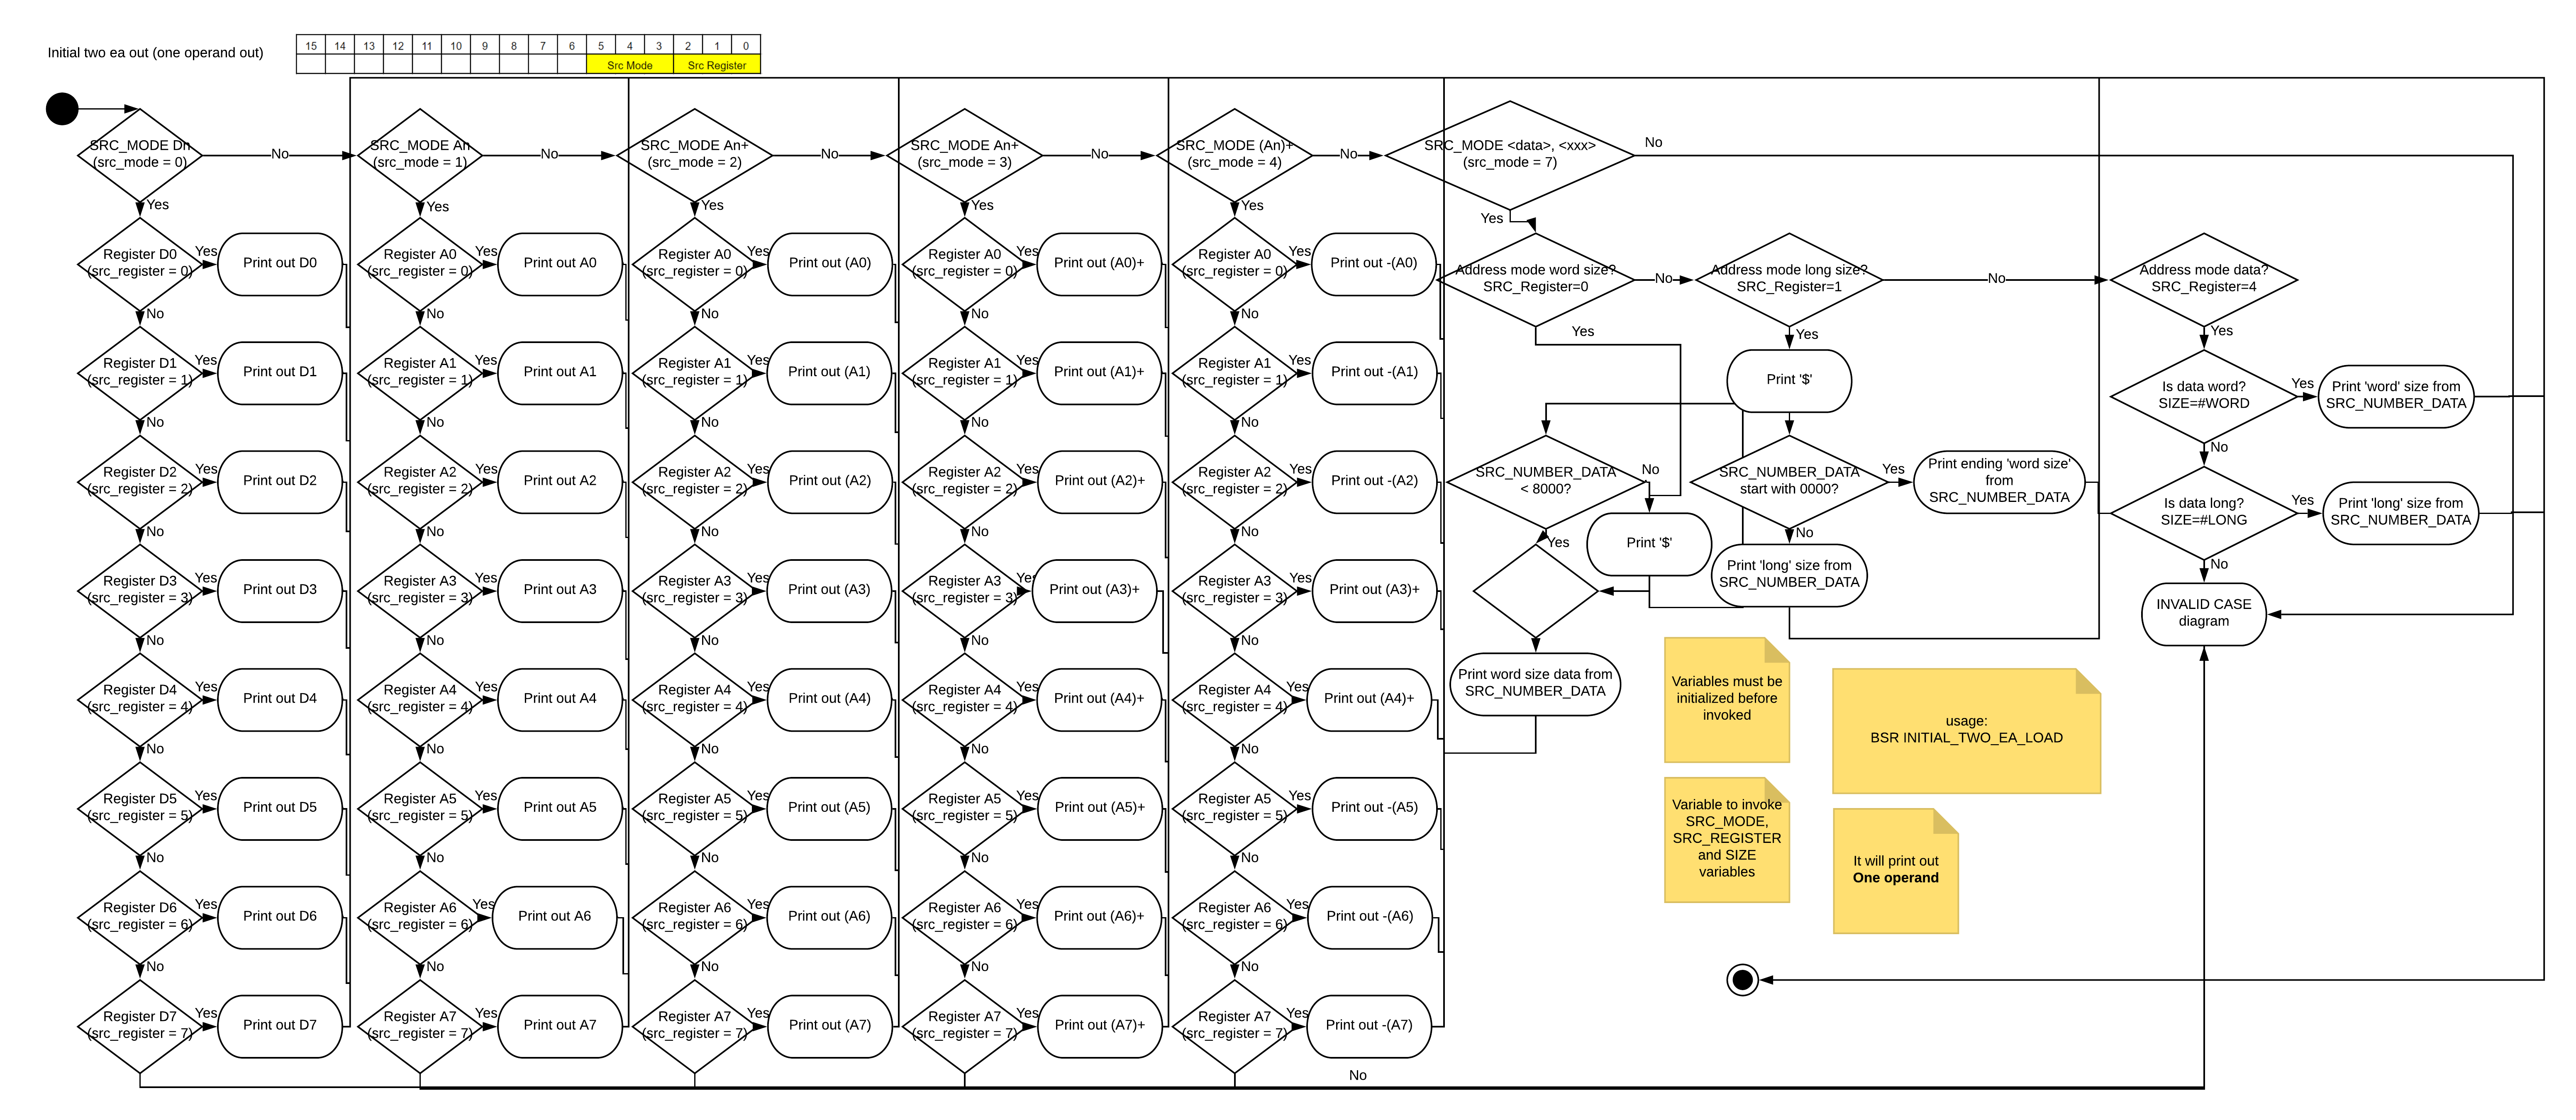 Initial two ea out (one operand out)
15 14 13 12 11 10 9 8 7 6 5 4 3 2 1 0
Src Mode Src Register
SRC_MODE Dn
(src_mode = 0)
No
Yes
Register D0
(src_register = 0)
Yes
Print out D0
No
Register D1
(src_register = 1)
Yes
Print out D1
No
Register D2
(src_register = 2)
Yes
Print out D2
No
Register D3
(src_register = 3)
Yes
Print out D3
No
Register D4
(src_register = 4)
Yes
Print out D4
No
Register D5
(src_register = 5)
Yes
Print out D5
No
Register D6
(src_register = 6)
Yes
Print out D6
No
Register D7
(src_register = 7)
Yes
Print out D7
SRC_MODE An
(src_mode = 1)
No
Yes
Register A0
(src_register = 0)
Yes
Print out A0
No
Register A1
(src_register = 1)
Yes
Print out A1
No
Register A2
(src_register = 2)
Yes
Print out A2
No
Register A3
(src_register = 3)
Yes
Print out A3
No
Register A4
(src_register = 4)
Yes
Print out A4
No
Register A5
(src_register = 5)
Yes
Print out A5
No
Register A6
(src_register = 6)
Yes
Print out A6
No
Register A7
(src_register = 7)
Yes
Print out A7
SRC_MODE An+
(src_mode = 2)
No
Yes
Register A0
(src_register = 0)
Yes
Print out (A0)
No
Register A1
(src_register = 1)
Yes
Print out (A1)
No
Register A2
(src_register = 2)
Yes
Print out (A2)
No
Register A3
(src_register = 3)
Yes
Print out (A3)
No
Register A4
(src_register = 4)
Yes
Print out (A4)
No
Register A5
(src_register = 5)
Yes
Print out (A5)
No
Register A6
(src_register = 6)
Yes
Print out (A6)
No
Register A7
(src_register = 7)
Yes
Print out (A7)
SRC_MODE An+
(src_mode = 3)
No
Yes
Register A0
(src_register = 0)
Yes
Print out (A0)+
No
Register A1
(src_register = 1)
Yes
Print out (A1)+
No
Register A2
(src_register = 2)
Yes
Print out (A2)+
No
Register A3
(src_register = 3)
Yes
Print out (A3)+
No
Register A4
(src_register = 4)
Yes
Print out (A4)+
No
Register A5
(src_register = 5)
Yes
Print out (A5)+
No
Register A6
(src_register = 6)
Yes
Print out (A6)+
No
Register A7
(src_register = 7)
Yes
Print out (A7)+
SRC_MODE (An)+
(src_mode = 4)
No
Yes
Register A0
(src_register = 0)
Yes
Print out -(A0)
No
Register A1
(src_register = 1)
Yes
Print out -(A1)
No
Register A2
(src_register = 2)
Yes
Print out -(A2)
No
Register A3
(src_register = 3)
Yes
Print out (A3)+
No
Register A4
(src_register = 4)
Yes
Print out (A4)+
No
Register A5
(src_register = 5)
Yes
Print out -(A5)
No
Register A6
(src_register = 6)
Yes
Print out -(A6)
No
Register A7
(src_register = 7)
Yes
Print out -(A7)
No
SRC_MODE <data>, <xxx>
(src_mode = 7)
No
Yes
Address mode word size?
SRC_Register=0
No
Yes
Address mode long size?
SRC_Register=1
No
Yes
Print '$'
SRC_NUMBER_DATA
< 8000?
No
Yes
Print '$'
Print word size data from
SRC_NUMBER_DATA
SRC_NUMBER_DATA
start with 0000?
Yes
Print ending 'word size'
from
SRC_NUMBER_DATA
No
Print 'long' size from
SRC_NUMBER_DATA
Address mode data?
SRC_Register=4
Yes
Is data word?
SIZE=#WORD
Yes
Print 'word' size from
SRC_NUMBER_DATA
No
Is data long?
SIZE=#LONG
Yes
Print 'long' size from
SRC_NUMBER_DATA
No
INVALID CASE
diagram
Variables must be
initialized before
invoked
usage:
BSR INITIAL_TWO_EA_LOAD
Variable to invoke
SRC_MODE,
SRC_REGISTER
and SIZE
variables
It will print out
One operand